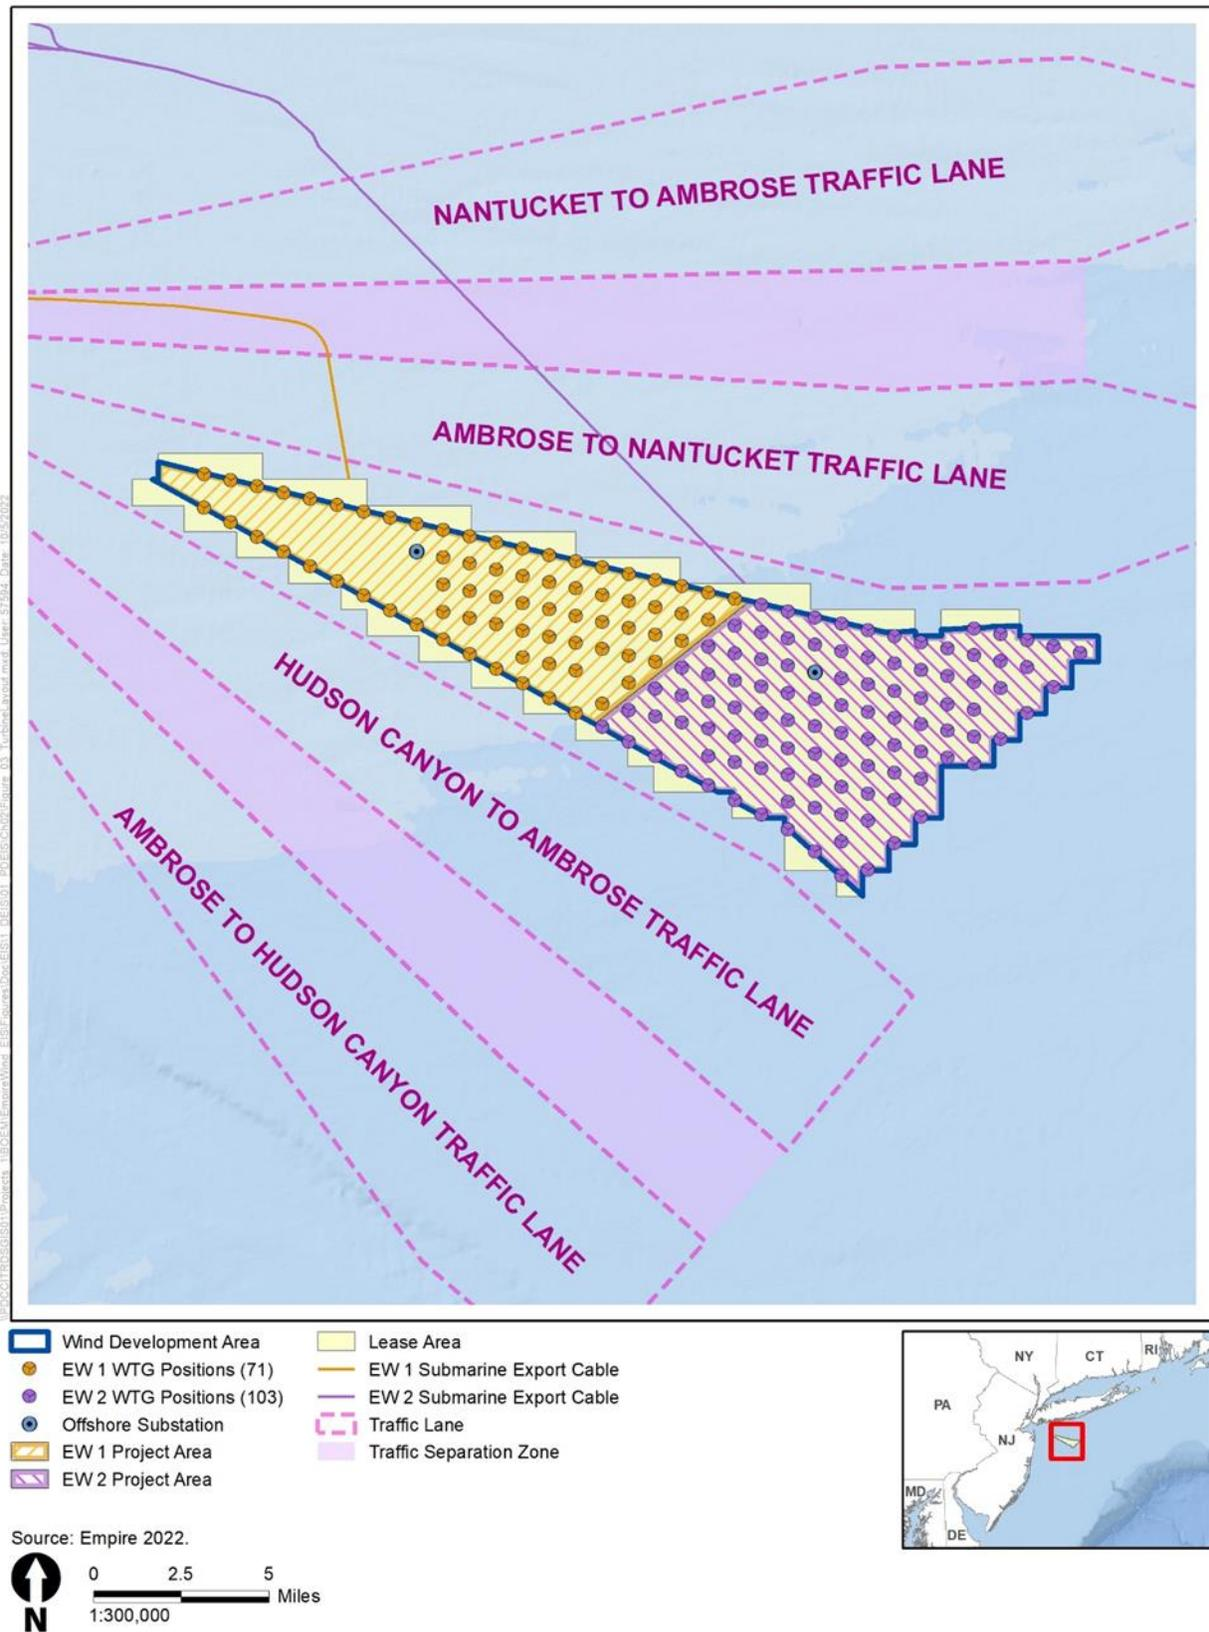 NANTUCKET TO AMBROSE TRAFFIC LANE
AMBROSE TO NANTUCKET TRAFFIC LANE
HUDSON CANYON TO AMBROSE TRAFFIC LANE
AMBROSE TO HUDSON CANYON TRAFFIC LANE
Wind Development Area
EW 1 WTG Positions (71)
EW 2 WTG Positions (103)
Offshore Substation
EW 1 Project Area
EW 2 Project Area
Lease Area
EW 1 Submarine Export Cable
EW 2 Submarine Export Cable
Traffic Lane
Traffic Separation Zone
NY
CT
RI
PA
NJ
MD
DE
Source: Empire 2022.
N
0 2.5 5
Miles
1:300,000